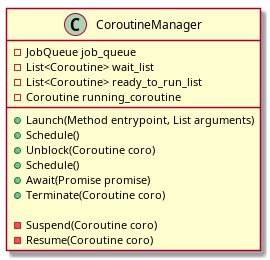 C CoroutineManager
JobQueue job_queue
List<Coroutine> wait_list
List<Coroutine> ready_to_run_list
Coroutine running_coroutine
Launch(Method entrypoint, List arguments)
Schedule()
Unblock(Coroutine coro)
Schedule()
Await(Promise promise)
Terminate(Coroutine coro)
Suspend(Coroutine coro)
Resume(Coroutine coro)